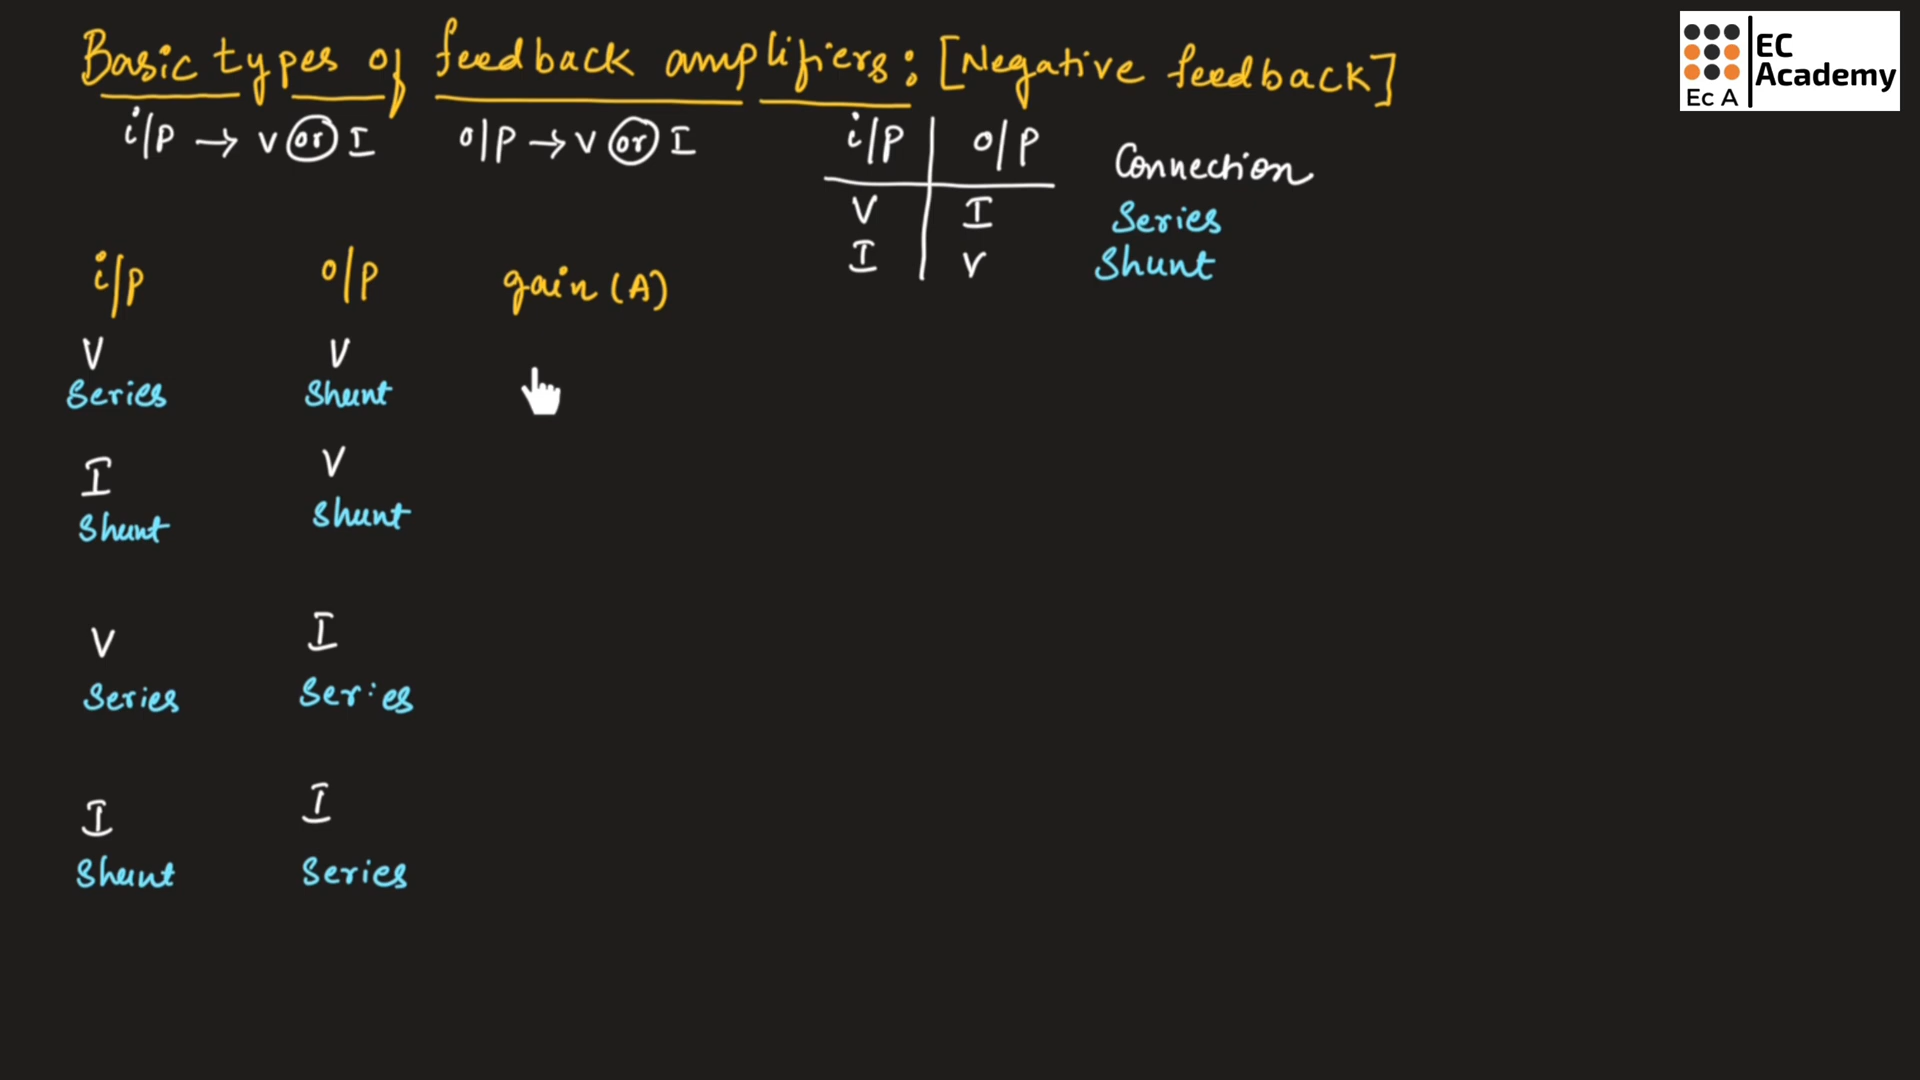 Basic types of feedback amplifiers: [Negative feedback]
i/p → V or I   o/p → V or I
i/p o/p Connection
V I Series
I V Shunt
i/p o/p gain (A)
V V
Series Shunt
I V
Shunt Shunt
V I
Series Series
I I
Shunt Series
EC
Academy
Ec A